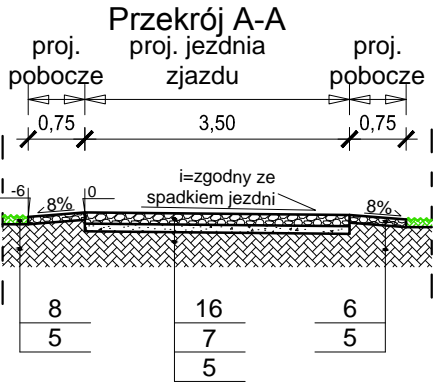 Przekrój A-A
proj. pobocze
proj. jezdnia zjazdu
proj. pobocze
0,75
3,50
0,75
i=zgodny ze
spadkiem jezdni
-6
8%
0
8%
8
5
16
7
5
6
5